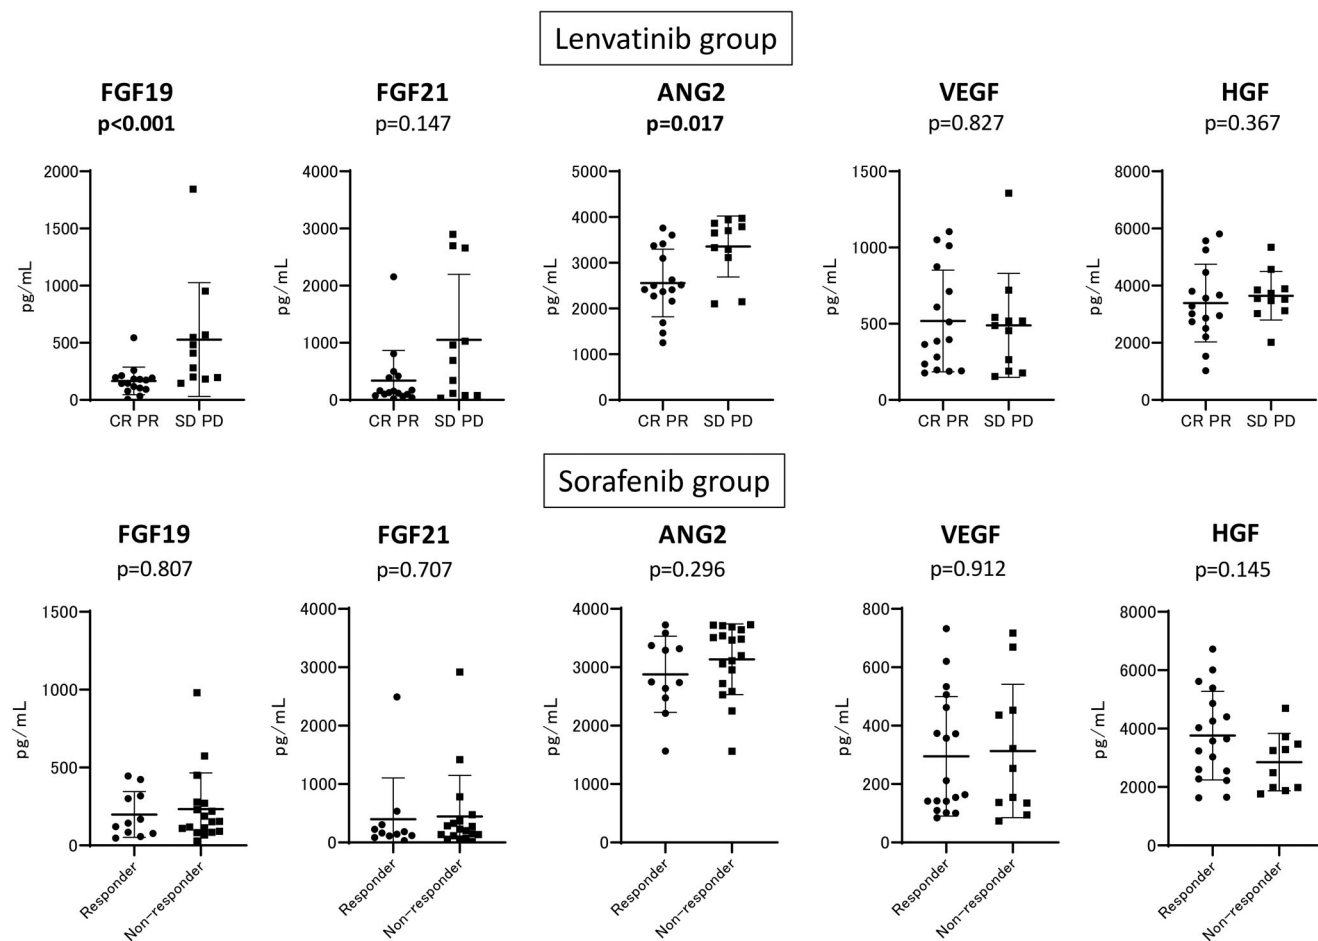 Lenvatinib group
FGF19
p<0.001
pg/mL
2000
1500
1000
500
0
CR PR
SD PD
FGF21
p=0.147
pg/mL
4000
3000
2000
1000
0
CR PR
SD PD
ANG2
p=0.017
pg/mL
5000
4000
3000
2000
1000
0
CR PR
SD PD
VEGF
p=0.827
pg/mL
1500
1000
500
0
CR PR
SD PD
HGF
p=0.367
pg/mL
8000
6000
4000
2000
0
CR PR
SD PD
Sorafenib group
FGF19
p=0.807
pg/mL
1500
1000
500
0
Responder
Non-responder
FGF21
p=0.707
pg/mL
4000
3000
2000
1000
0
Responder
Non-responder
ANG2
p=0.296
pg/mL
4000
3000
2000
1000
0
Responder
Non-responder
VEGF
p=0.912
pg/mL
800
600
400
200
0
Responder
Non-responder
HGF
p=0.145
pg/mL
8000
6000
4000
2000
0
Responder
Non-responder